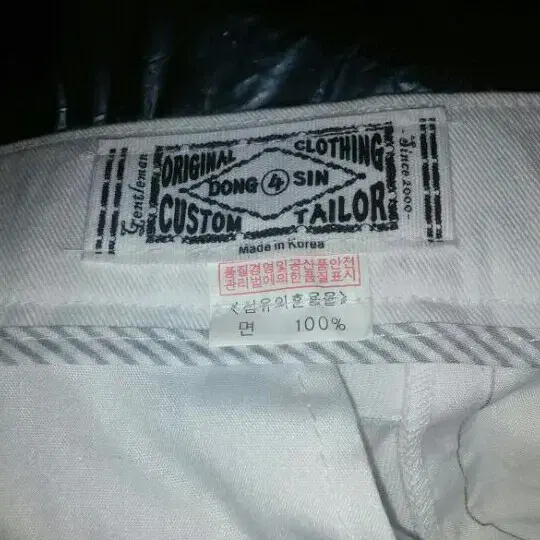 Gentleman
ORIGINAL CLOTHING
DONG 4 SIN
CUSTOM TAILOR
- Since 2000 -
Made in Korea
품질경영및공산품안전
관리법에의한품질표시
<섬유의혼용율>
면 100%